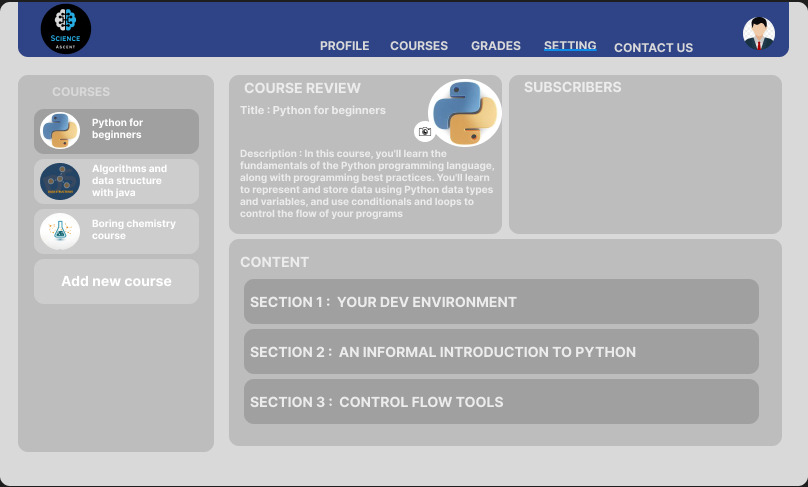 SCIENCE
ASCENT
PROFILE COURSES GRADES SETTING CONTACT US
COURSES
Python for
beginners
Algorithms and
data structure
with java
Boring chemistry
course
Add new course
COURSE REVIEW
Title : Python for beginners
Description : In this course, you'll learn the
fundamentals of the Python programming language,
along with programming best practices. You'll learn
to represent and store data using Python data types
and variables, and use conditionals and loops to
control the flow of your programs
SUBSCRIBERS
CONTENT
SECTION 1 : YOUR DEV ENVIRONMENT
SECTION 2 : AN INFORMAL INTRODUCTION TO PYTHON
SECTION 3 : CONTROL FLOW TOOLS